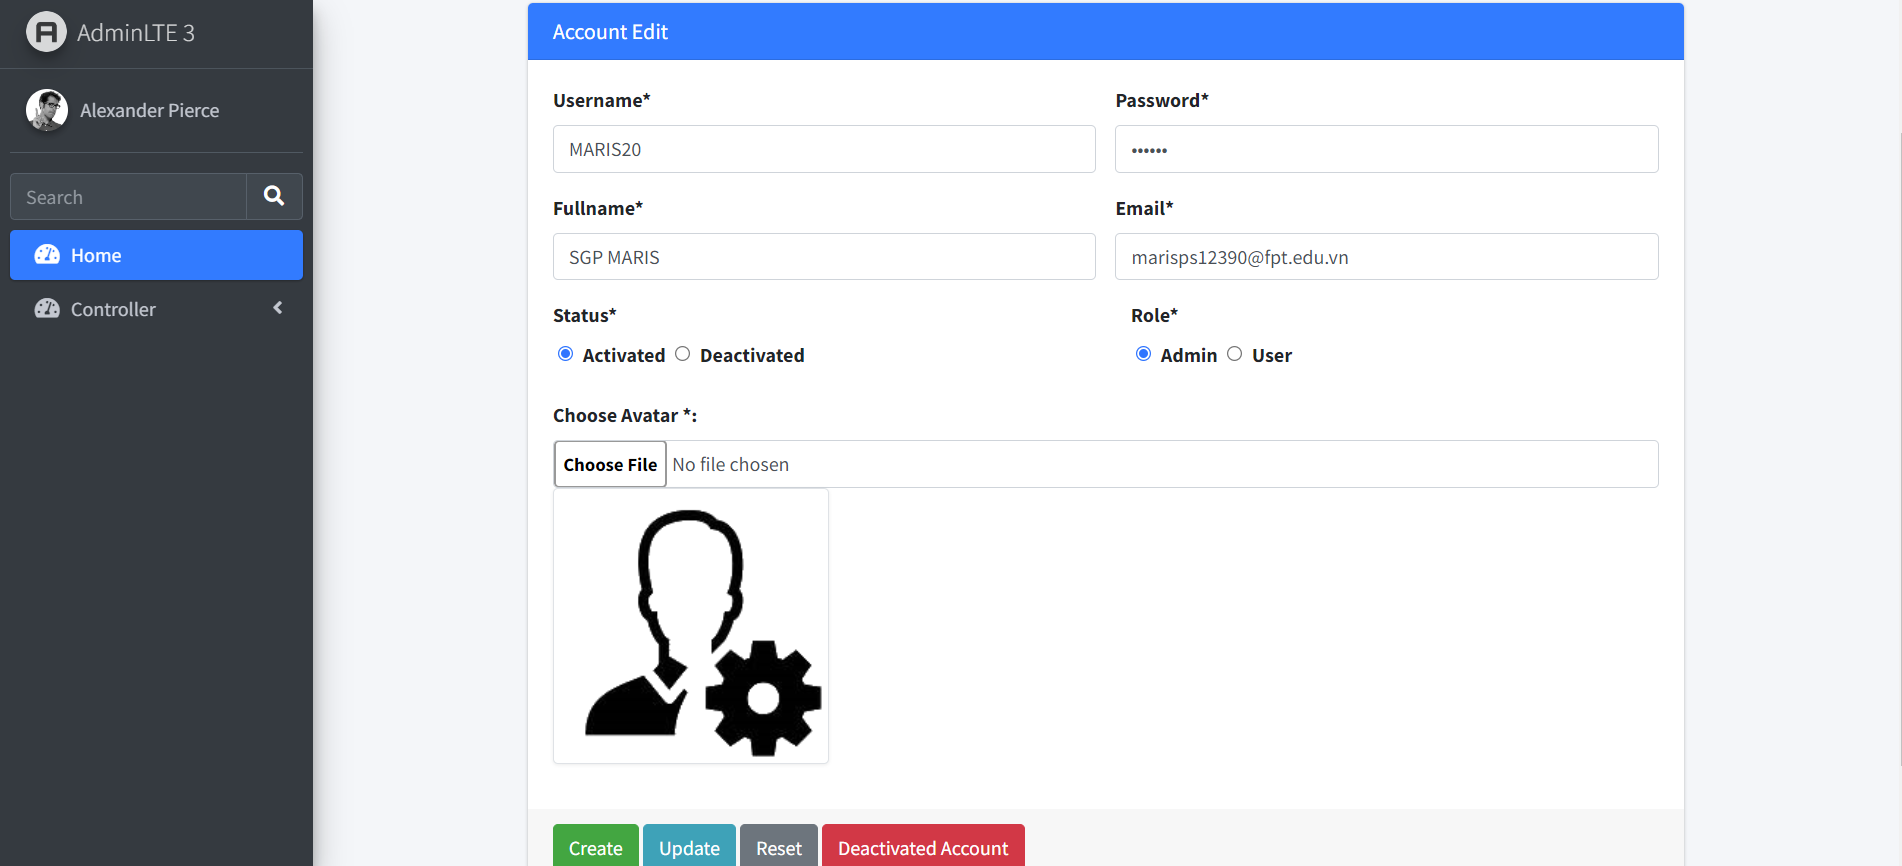 AdminLTE 3
Alexander Pierce
Search
Home
Controller
Account Edit
Username* Password*
MARIS20 ••••••
Fullname* Email*
SGP MARIS marisps12390@fpt.edu.vn
Status* Role*
Activated Deactivated Admin User
Choose Avatar *:
Choose File No file chosen
Create Update Reset Deactivated Account